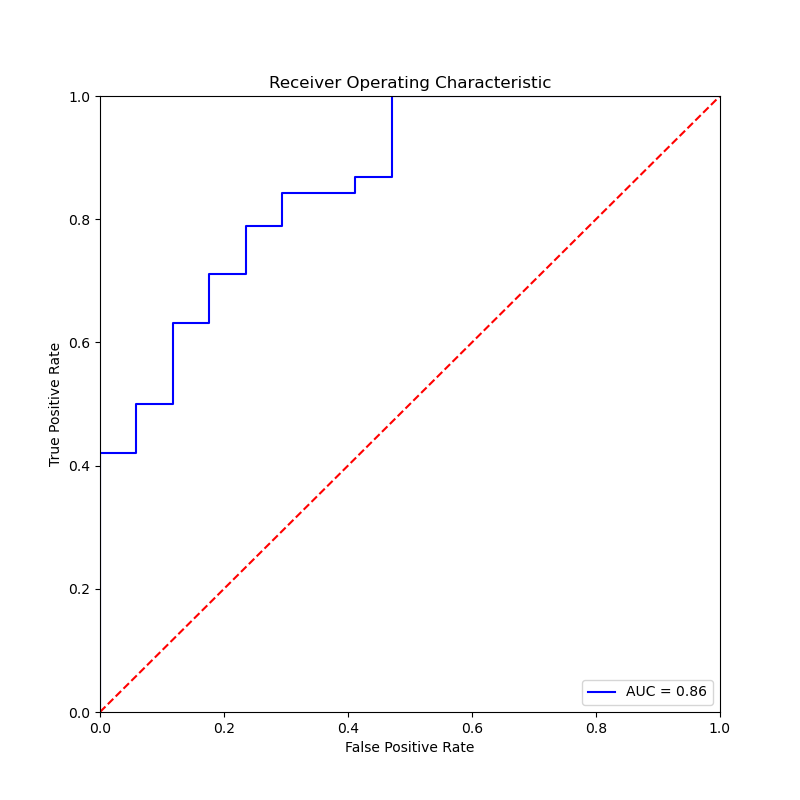 Receiver Operating Characteristic
1.0
0.8
0.6
0.4
0.2
0.0
True Positive Rate
AUC = 0.86
0.0 0.2 0.4 0.6 0.8 1.0
False Positive Rate